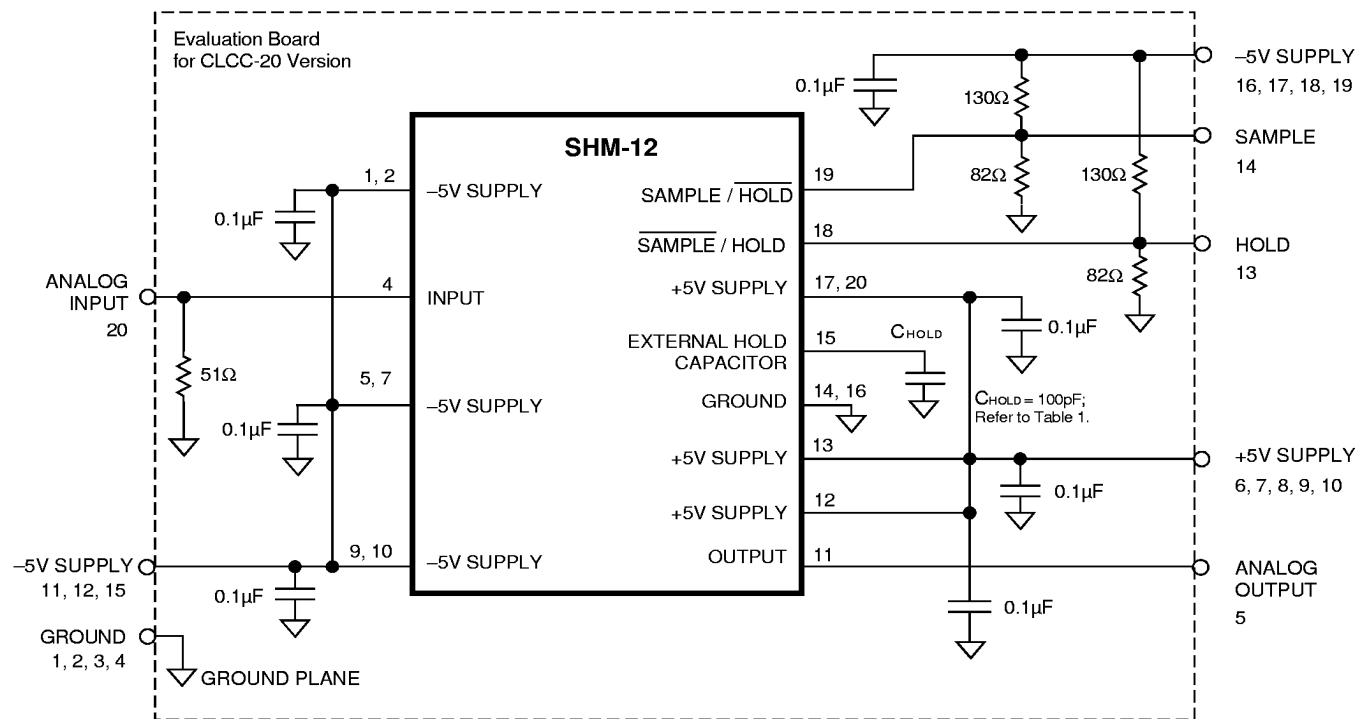 Evaluation Board
for CLCC-20 Version
–5V SUPPLY
16, 17, 18, 19
0.1µF
130Ω
SAMPLE
14
SHM-12
1, 2
–5V SUPPLY
19
SAMPLE / HOLD
82Ω
130Ω
0.1µF
18
SAMPLE / HOLD
HOLD
13
ANALOG
INPUT
20
4
INPUT
17, 20
+5V SUPPLY
82Ω
0.1µF
15
EXTERNAL HOLD
CAPACITOR
CHOLD
51Ω
5, 7
–5V SUPPLY
14, 16
GROUND
CHOLD = 100pF;
Refer to Table 1.
0.1µF
13
+5V SUPPLY
+5V SUPPLY
6, 7, 8, 9, 10
0.1µF
12
+5V SUPPLY
–5V SUPPLY
11, 12, 15
9, 10
–5V SUPPLY
OUTPUT
11
ANALOG
OUTPUT
5
0.1µF
0.1µF
GROUND
1, 2, 3, 4
GROUND PLANE